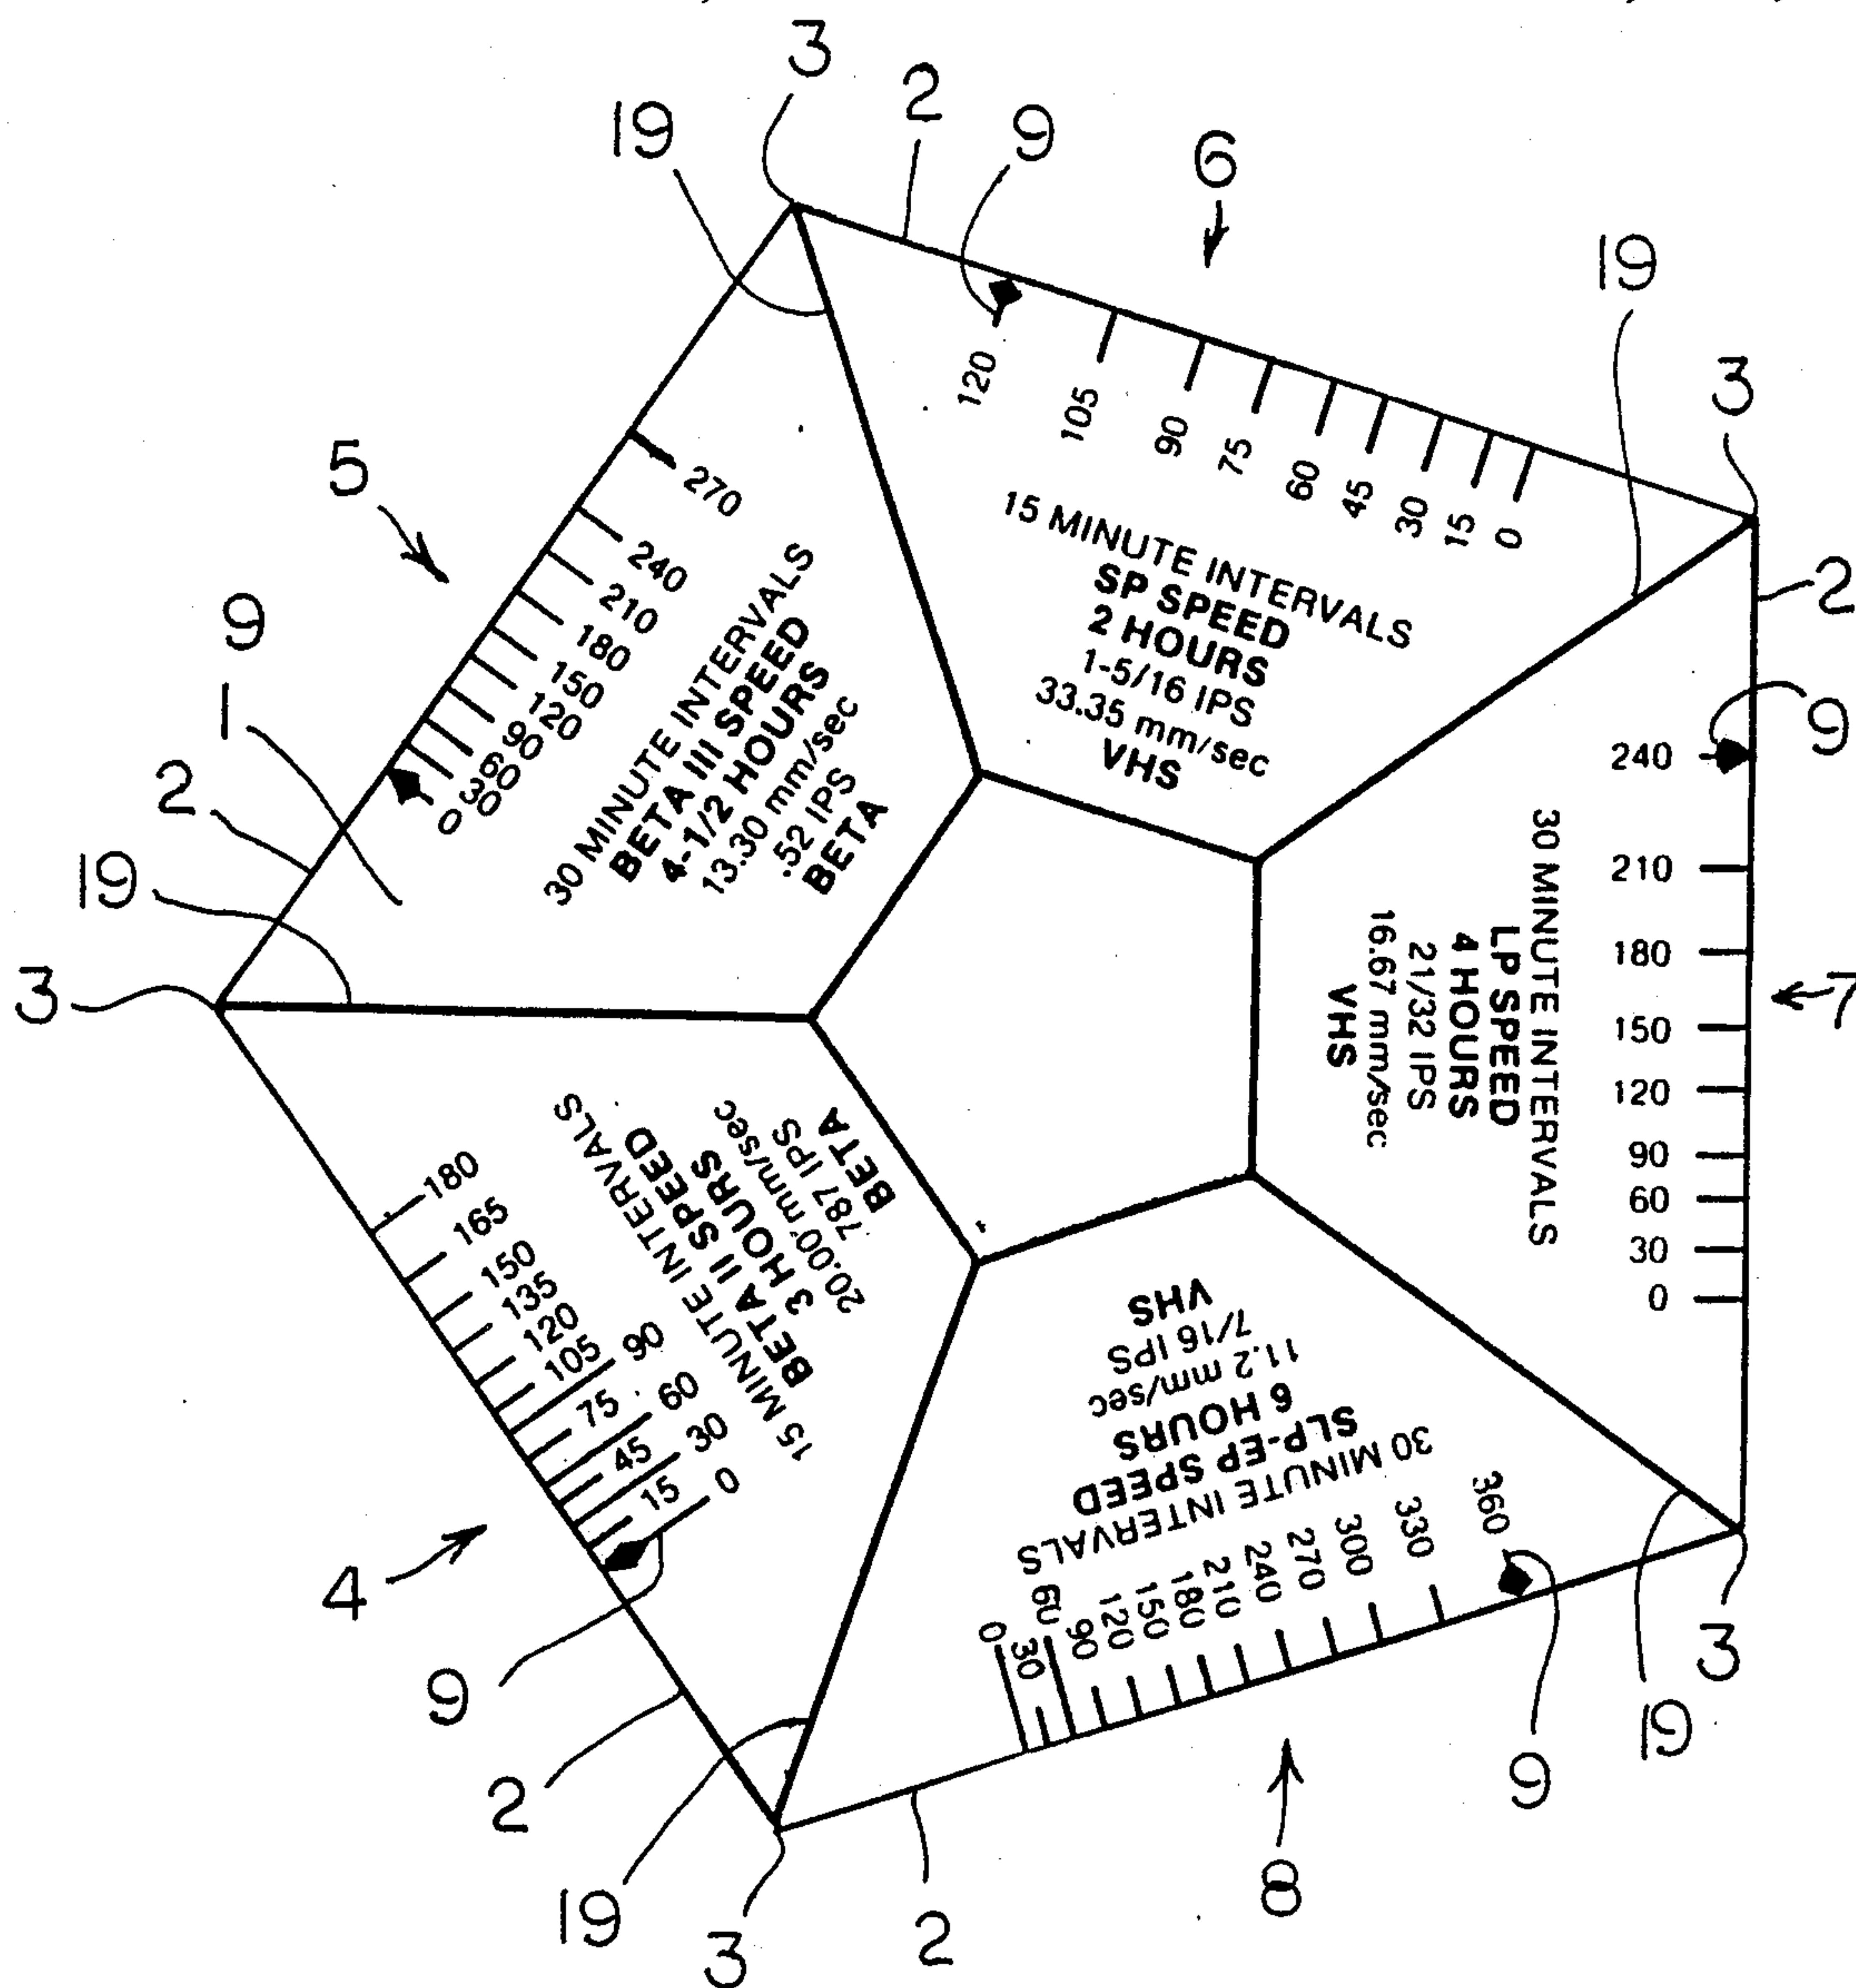 3
2
9
6
19
19
3
5
9
1
2
19
3
2
9
7
4
9
2
19
3
2
8
9
19
3
120
105
90
75
60
45
30
15
0
15 MINUTE INTERVALS
SP SPEED
2 HOURS
1-5/16 IPS
33.35 mm/sec
VHS
270
240
210
180
150
120
90
60
30
0
30 MINUTE INTERVALS
BETA III SPEED
4-1/2 HOURS
13.30 mm/sec
.52 IPS
BETA
240
210
180
150
120
90
60
30
0
30 MINUTE INTERVALS
LP SPEED
4 HOURS
21/32 IPS
16.67 mm/sec
VHS
180
165
150
135
120
105
90
75
60
45
30
15
0
15 MINUTE INTERVALS
BETA II SPEED
3 HOURS
20.00 mm/sec
.787 IPS
BETA
VHS
7/16 IPS
11.2 mm/sec
6 HOURS
SLP-EP SPEED
30 MINUTE INTERVALS
360
330
300
270
240
210
180
150
120
90
60
30
0